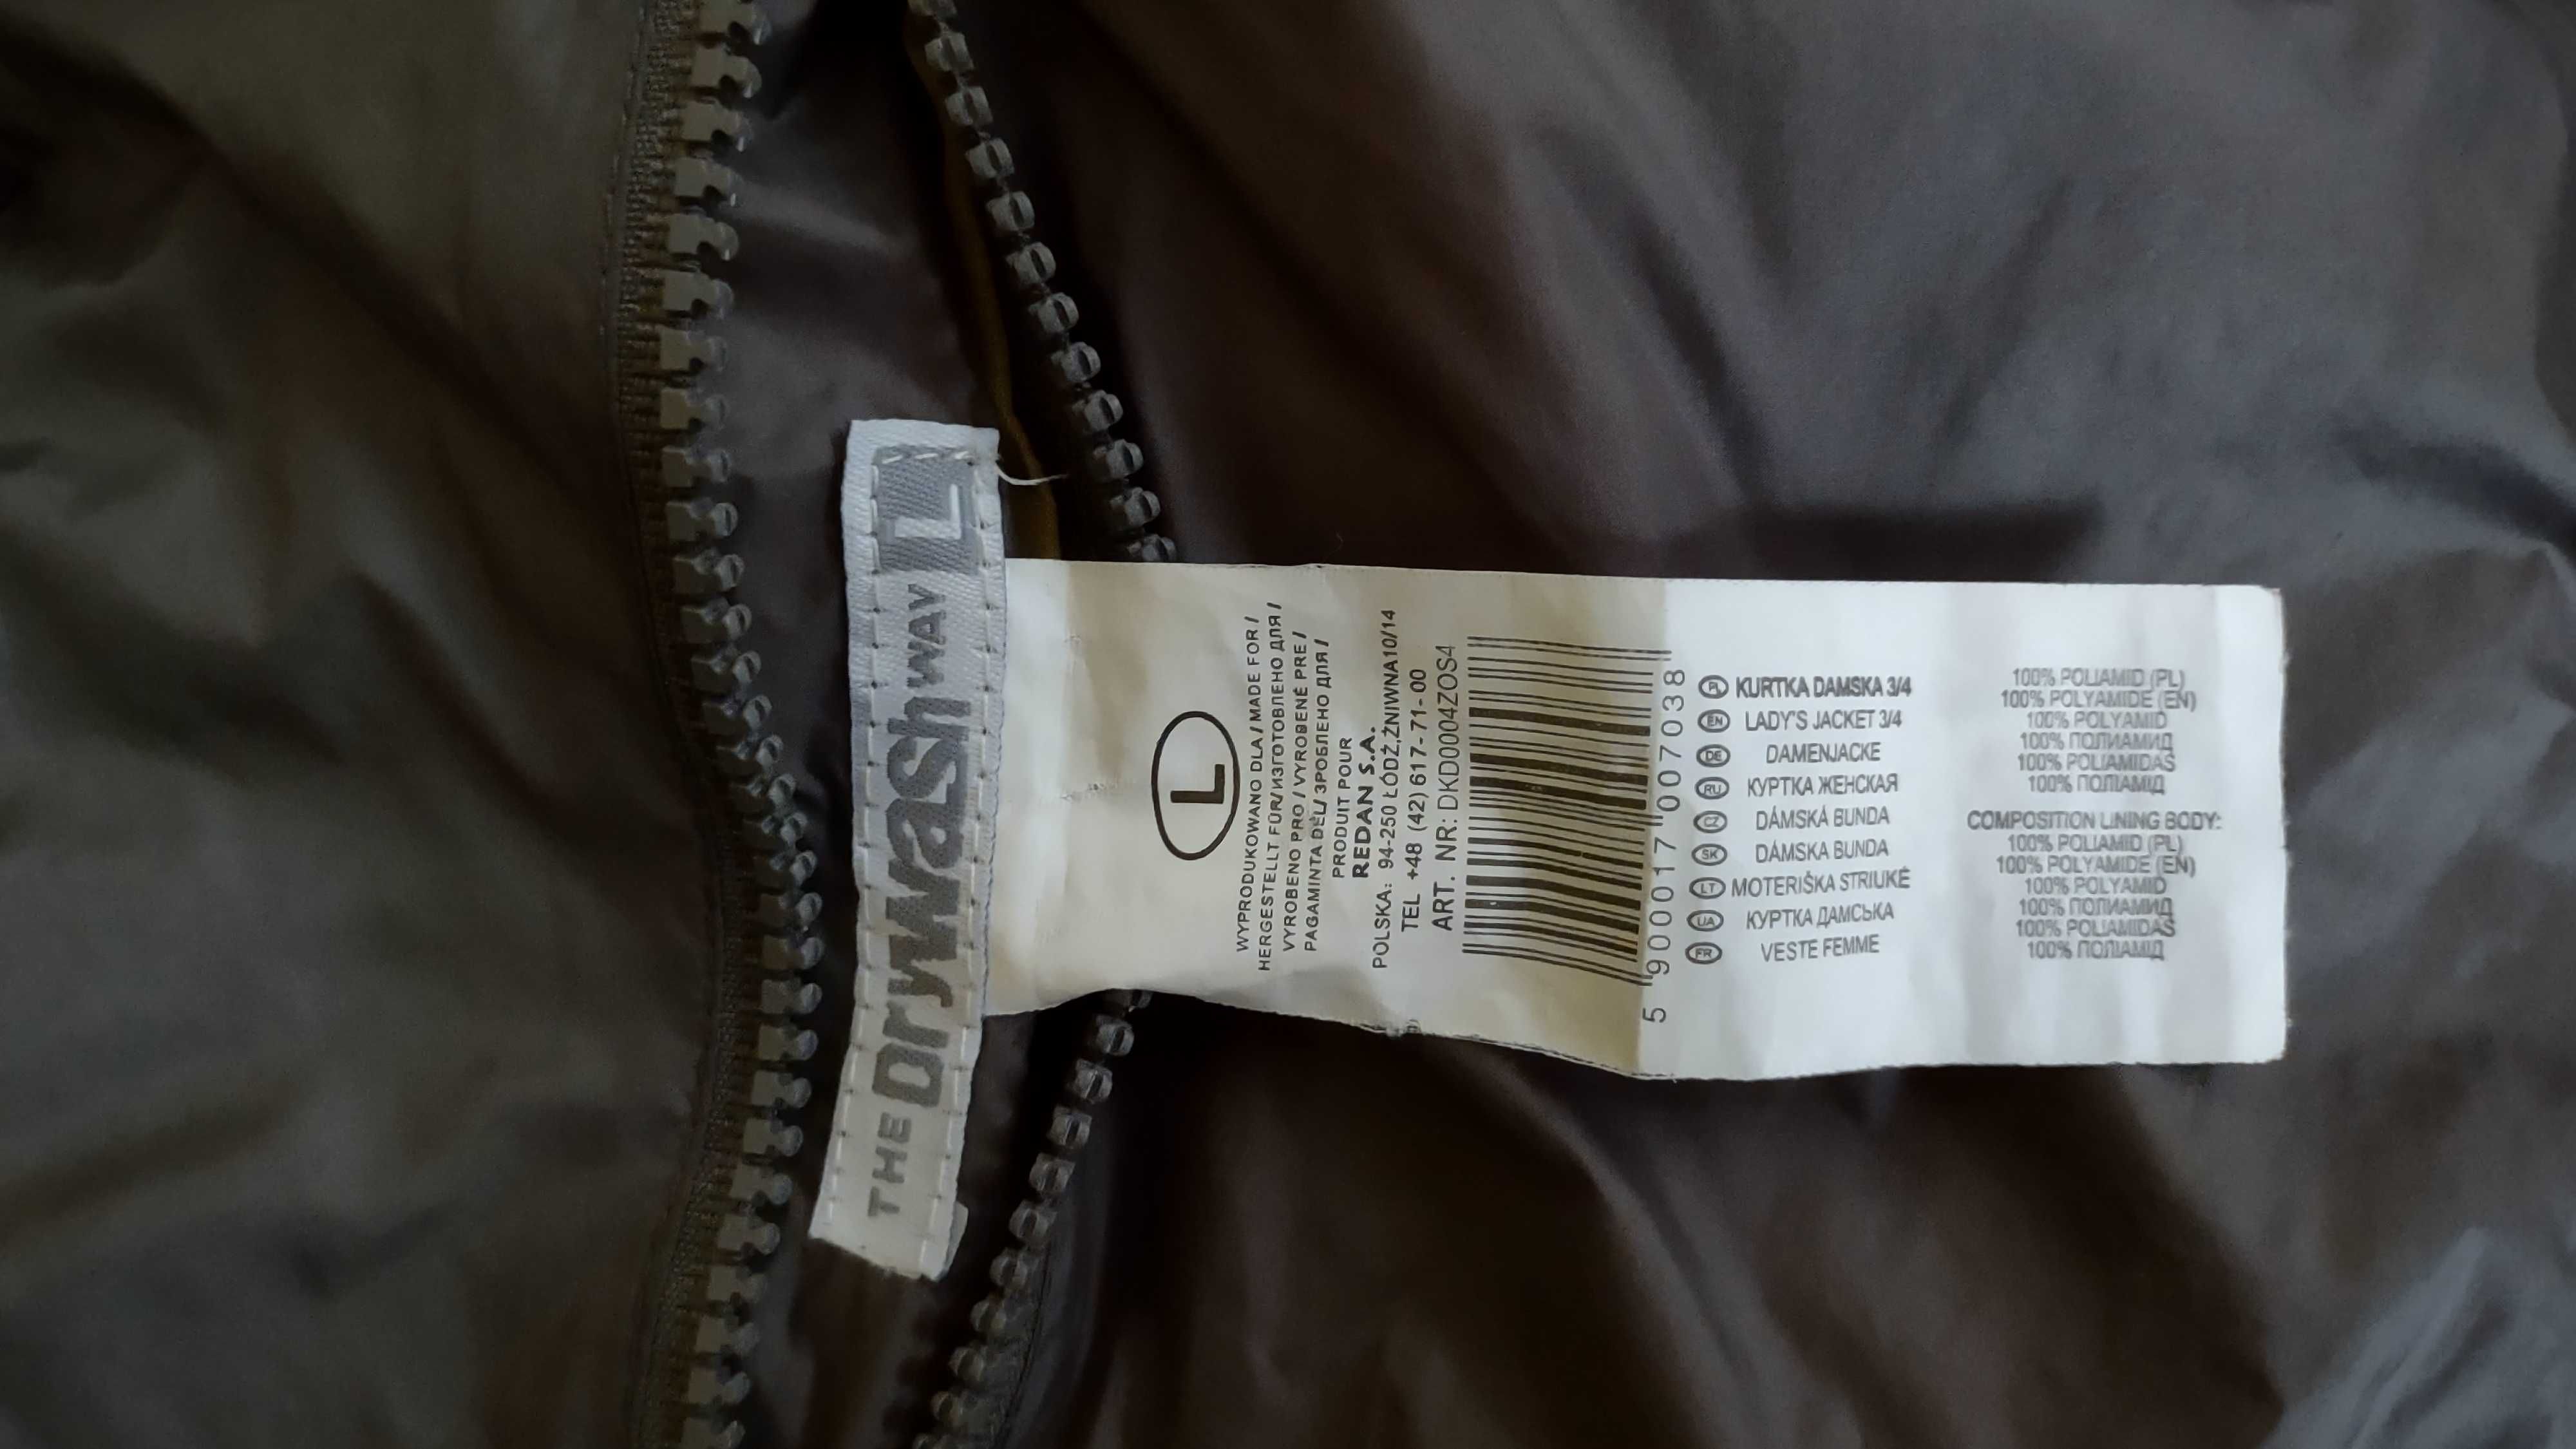 THE Drywash WAY L
L
WYPRODUKOWANO DLA / MADE FOR /
HERGESTELLT FÜR/ИЗГОТОВЛЕНО ДЛЯ/
VYROBENO PRO / VYROBENÉ PRE /
PAGAMINTA DĖL/ ЗРОБЛЕНО ДЛЯ /
PRODUIT POUR
REDAN S.A.
POLSKA: 94-250 ŁÓDŹ,ŻNIWNA10/14
TEL +48 (42) 617-71-00
ART. NR: DKD0004ZOS4
5 900017 007038
PL KURTKA DAMSKA 3/4
EN LADY'S JACKET 3/4
DE DAMENJACKE
RU КУРТКА ЖЕНСКАЯ
CZ DÁMSKÁ BUNDA
SK DÁMSKA BUNDA
LT MOTERIŠKA STRIUKĖ
UA КУРТКА ДАМСЬКА
FR VESTE FEMME
100% POLIAMID (PL)
100% POLYAMIDE (EN)
100% POLYAMID
100% ПОЛИАМИД
100% POLIAMIDAS
100% ПОЛІАМІД
COMPOSITION LINING BODY:
100% POLIAMID (PL)
100% POLYAMIDE (EN)
100% POLYAMID
100% ПОЛИАМИД
100% POLIAMIDAS
100% ПОЛІАМІД